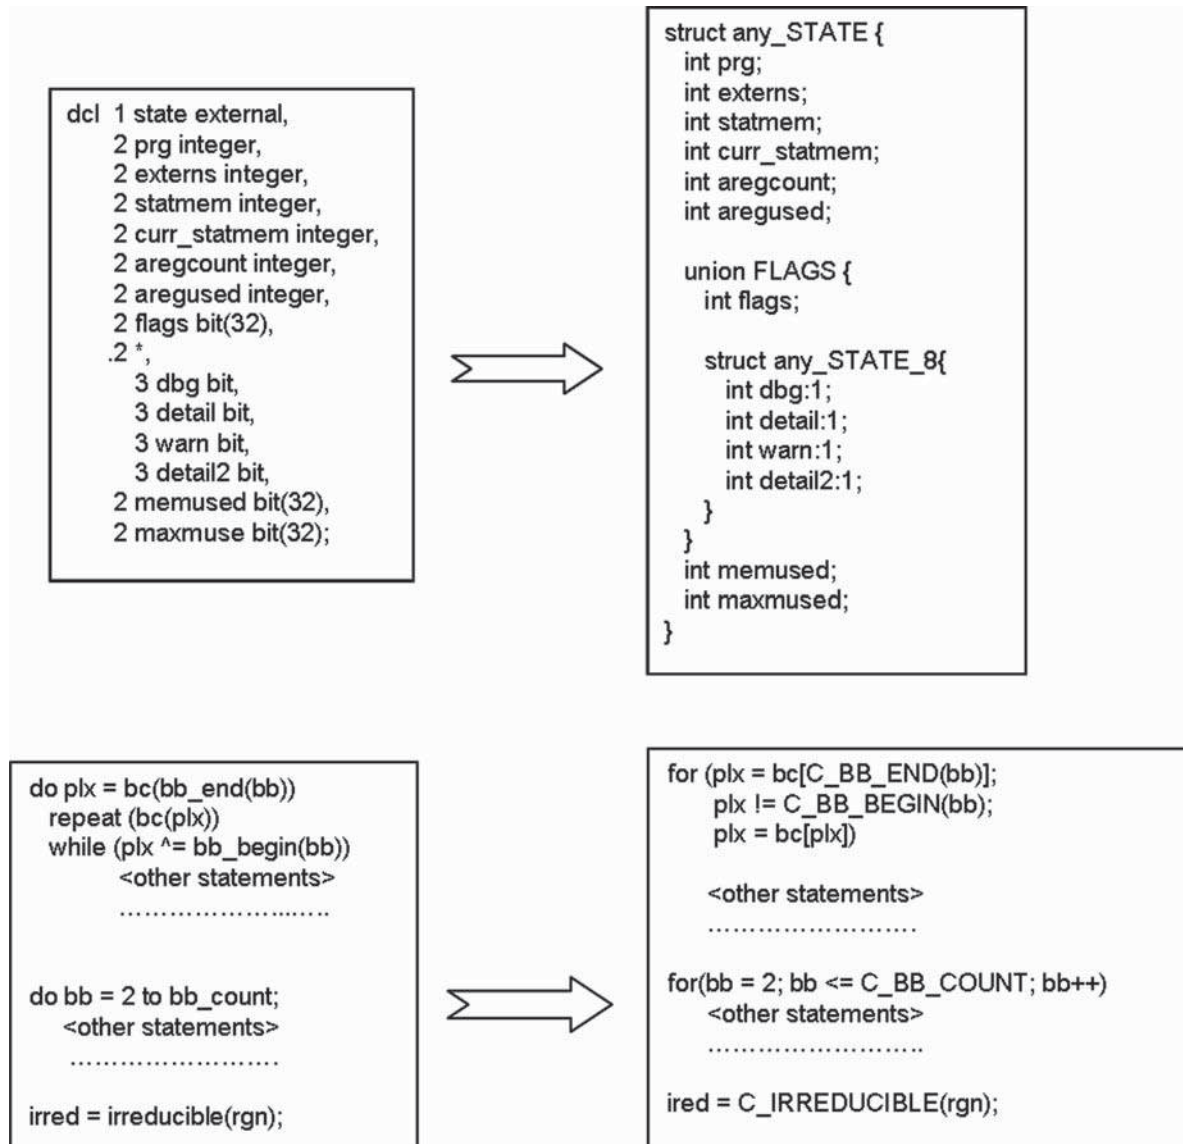 dcl 1 state external,
2 prg integer,
2 externs integer,
2 statmem integer,
2 curr_statmem integer,
2 aregcount integer,
2 aregused integer,
2 flags bit(32),
.2 *,
3 dbg bit,
3 detail bit,
3 warn bit,
3 detail2 bit,
2 memused bit(32),
2 maxmuse bit(32);
struct any_STATE {
int prg;
int externs;
int statmem;
int curr_statmem;
int aregcount;
int aregused;
union FLAGS {
int flags;
struct any_STATE_8{
int dbg:1;
int detail:1;
int warn:1;
int detail2:1;
}
}
int memused;
int maxmused;
}
do plx = bc(bb_end(bb))
repeat (bc(plx))
while (plx ^= bb_begin(bb))
<other statements>
..........................
do bb = 2 to bb_count;
<other statements>
..........................
irred = irreducible(rgn);
for (plx = bc[C_BB_END(bb)];
plx != C_BB_BEGIN(bb);
plx = bc[plx])
<other statements>
..........................
for(bb = 2; bb <= C_BB_COUNT; bb++)
<other statements>
..........................
ired = C_IRREDUCIBLE(rgn);